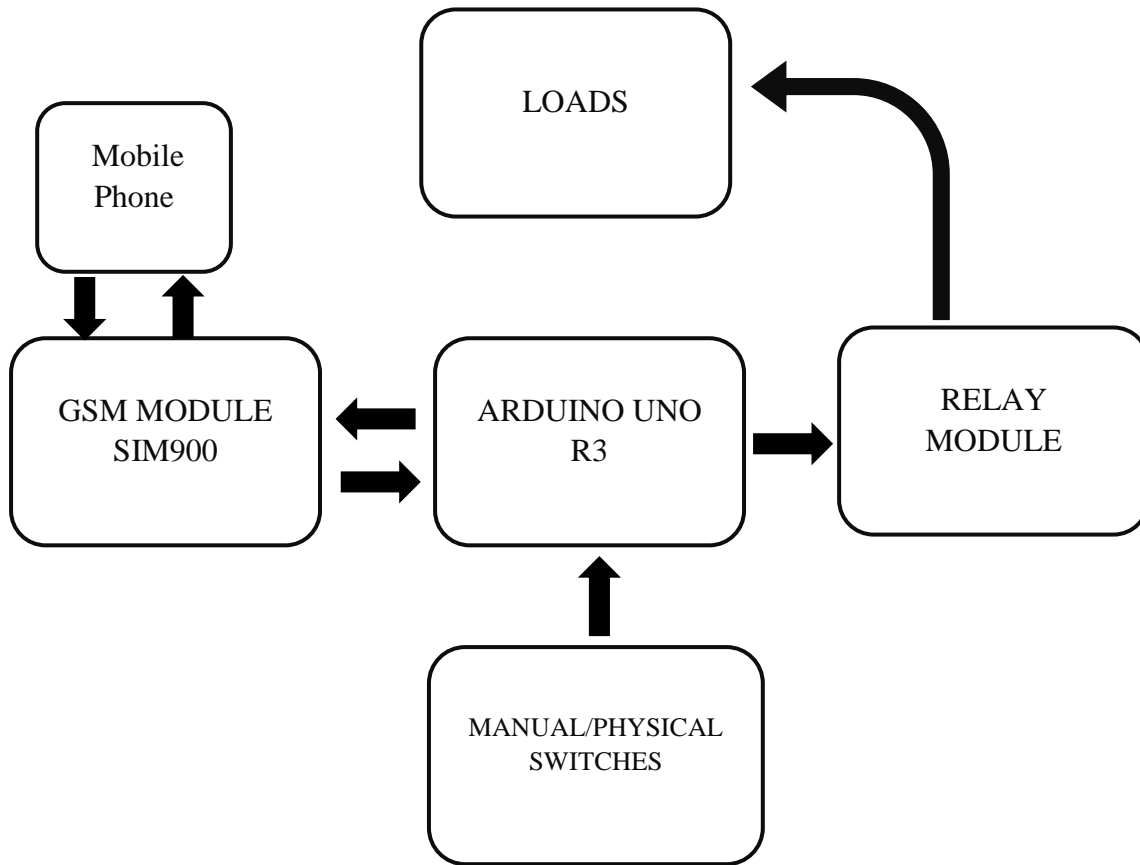 LOADS
Mobile
Phone
GSM MODULE
SIM900
ARDUINO UNO
R3
RELAY
MODULE
MANUAL/PHYSICAL
SWITCHES